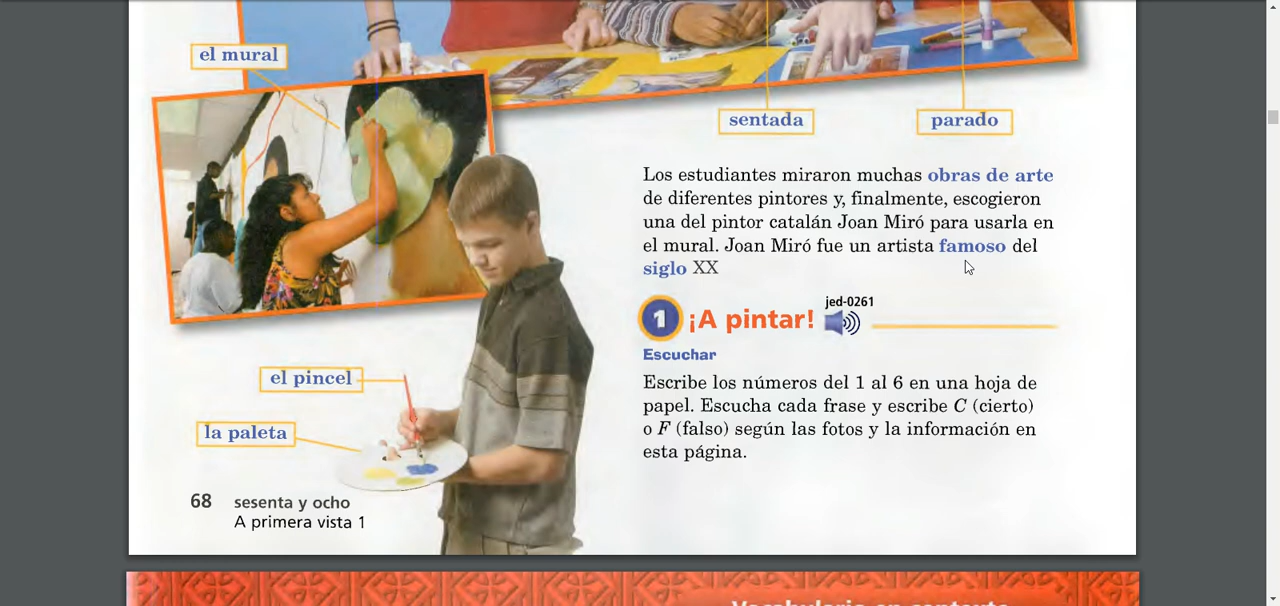 el mural
sentada
parado
Los estudiantes miraron muchas obras de arte
de diferentes pintores y, finalmente, escogieron
una del pintor catalán Joan Miró para usarla en
el mural. Joan Miró fue un artista famoso del
siglo XX
1 ¡A pintar!
jed-0261
Escuchar
Escribe los números del 1 al 6 en una hoja de
papel. Escucha cada frase y escribe C (cierto)
o F (falso) según las fotos y la información en
esta página.
el pincel
la paleta
68 sesenta y ocho
A primera vista 1
Vocabulario en contexto